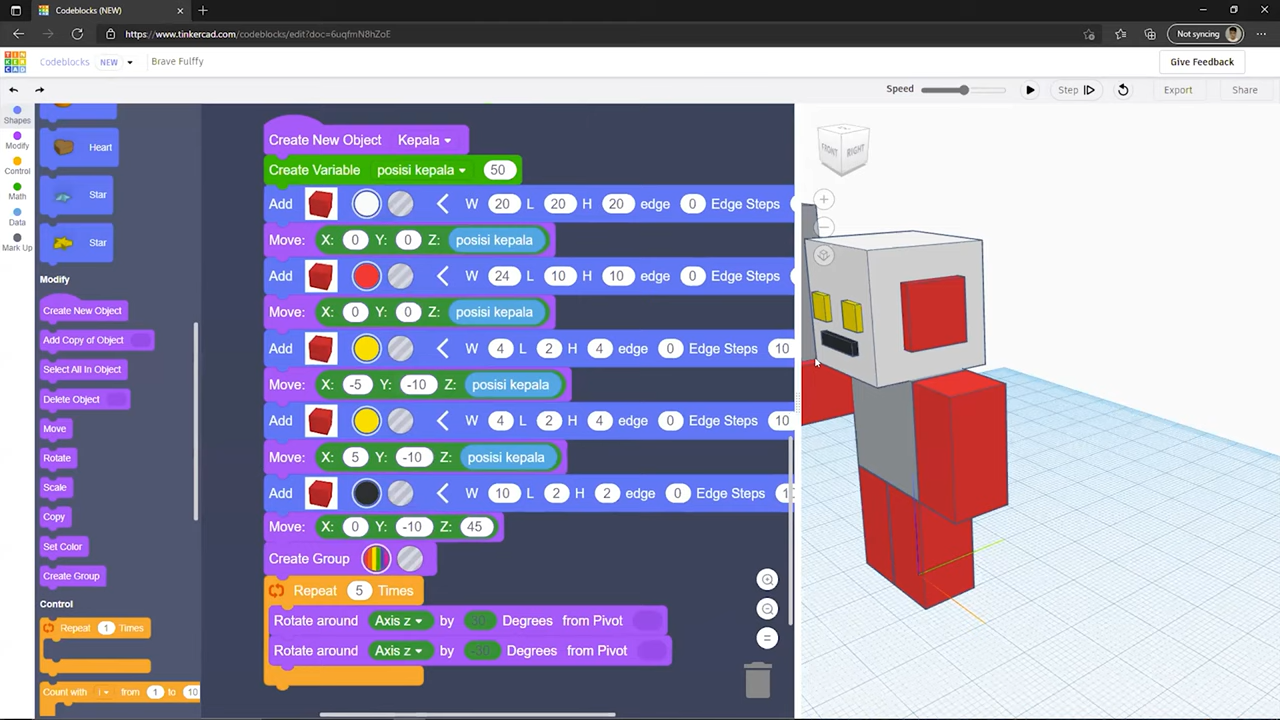 Codeblocks (NEW)
https://www.tinkercad.com/codeblocks/edit?doc=6uqfmN8hZoE
Not syncing
TIN
KER
CAD
Codeblocks NEW
Brave Fulffy
Give Feedback
Speed
Step
Export
Share
Shapes
Modify
Control
Math
Data
Mark Up
Heart
Star
Star
Modify
Create New Object
Add Copy of Object
Select All In Object
Delete Object
Move
Rotate
Scale
Copy
Set Color
Create Group
Control
Repeat 1 Times
Count with i from 1 to 10
Create New Object Kepala
Create Variable posisi kepala 50
Add W 20 L 20 H 20 edge 0 Edge Steps
Move: X: 0 Y: 0 Z: posisi kepala
Add W 24 L 10 H 10 edge 0 Edge Steps
Move: X: 0 Y: 0 Z: posisi kepala
Add W 4 L 2 H 4 edge 0 Edge Steps 10
Move: X: -5 Y: -10 Z: posisi kepala
Add W 4 L 2 H 4 edge 0 Edge Steps 10
Move: X: 5 Y: -10 Z: posisi kepala
Add W 10 L 2 H 2 edge 0 Edge Steps
Move: X: 0 Y: -10 Z: 45
Create Group
Repeat 5 Times
Rotate around Axis z by 30 Degrees from Pivot
Rotate around Axis z by -30 Degrees from Pivot
FRONT
RIGHT